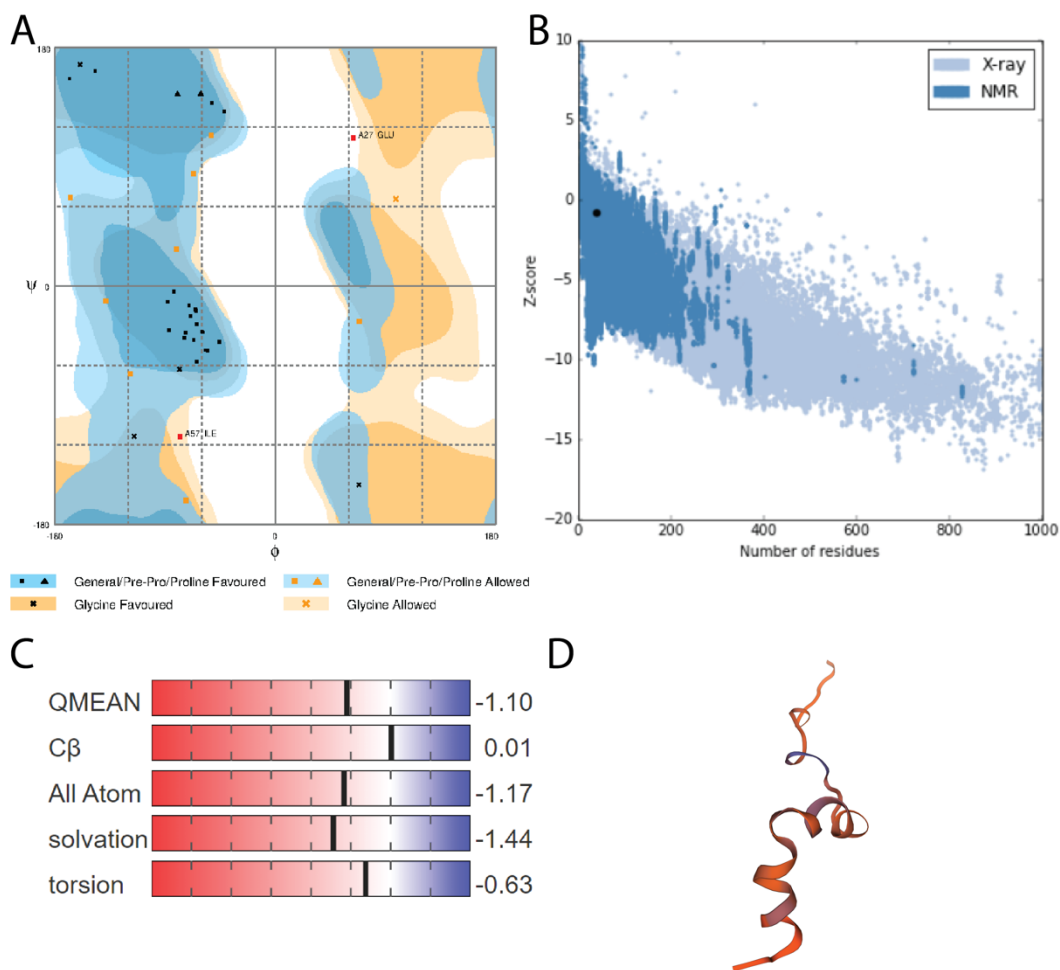 A
180
A27 GLU
ψ
0
A57 ILE
-180
-180
0
180
ϕ
General/Pre-Pro/Proline Favoured
General/Pre-Pro/Proline Allowed
Glycine Favoured
Glycine Allowed
B
10
5
0
−5
−10
−15
−20
Z-score
X-ray
NMR
0
200
400
600
800
1000
Number of residues
C
QMEAN
-1.10
Cβ
0.01
All Atom
-1.17
solvation
-1.44
torsion
-0.63
D